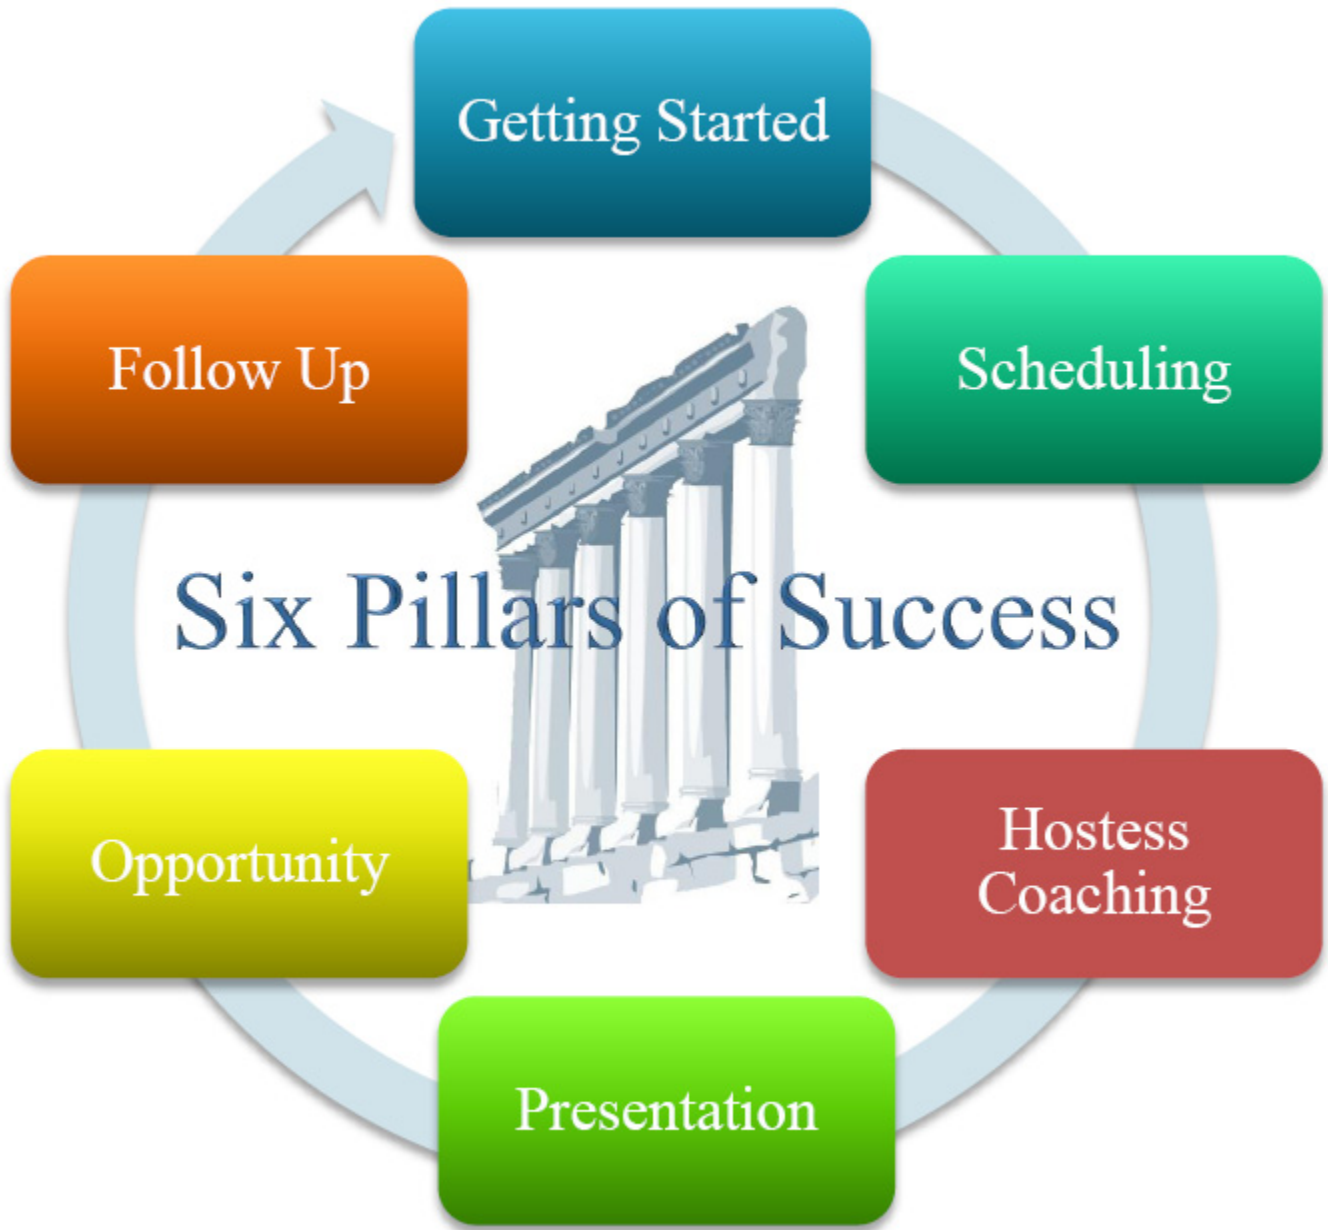 Getting Started
Follow Up
Scheduling
Six Pillars of Success
Opportunity
Hostess
Coaching
Presentation